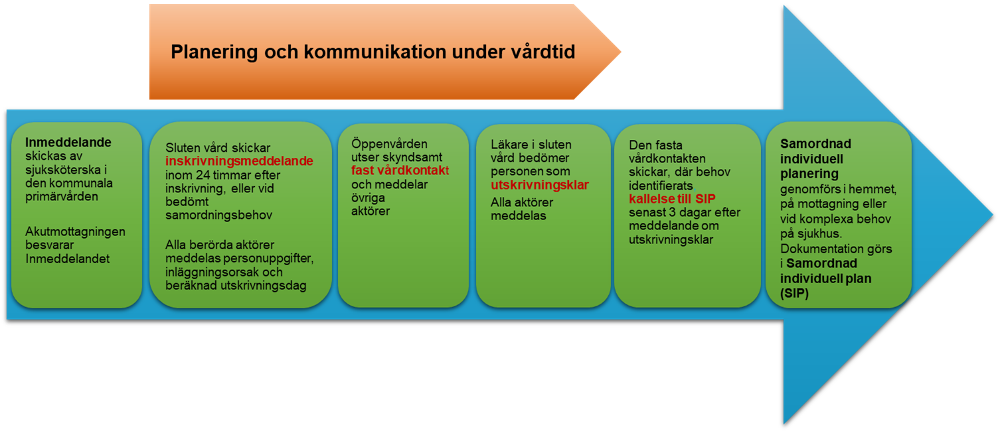 Planering och kommunikation under vårdtid
Inmeddelande
skickas av
sjuksköterska i
den kommunala
primärvården
Akutmottagningen
besvarar
Inmeddelandet
Sluten vård skickar
inskrivningsmeddelande
inom 24 timmar efter
inskrivning, eller vid
bedömt
samordningsbehov
Alla berörda aktörer
meddelas personuppgifter,
inläggningsorsak och
beräknad utskrivningsdag
Öppenvården
utser skyndsamt
fast vårdkontakt
och meddelar
övriga
aktörer
Läkare i sluten
vård bedömer
personen som
utskrivningsklar
Alla aktörer
meddelas
Den fasta
vårdkontakten
skickar, där behov
identifierats,
kallelse till SIP
senast 3 dagar efter
meddelande om
utskrivningsklar
Samordnad
individuell
planering
genomförs i hemmet,
på mottagning eller
vid komplexa behov
på sjukhus.
Dokumentation görs
i Samordnad
individuell plan
(SIP)